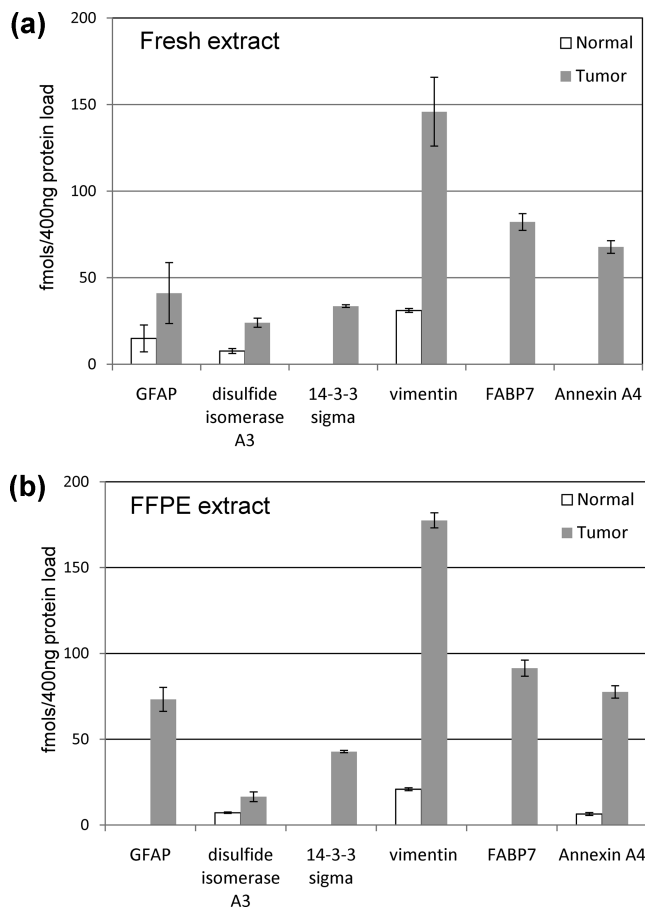 (a)
Fresh extract
Normal
Tumor
fmols/400ng protein load
200
150
100
50
0
GFAP
disulfide
isomerase
A3
14-3-3
sigma
vimentin
FABP7
Annexin A4
(b)
FFPE extract
Normal
Tumor
fmols/400ng protein load
200
150
100
50
0
GFAP
disulfide
isomerase
A3
14-3-3
sigma
vimentin
FABP7
Annexin A4